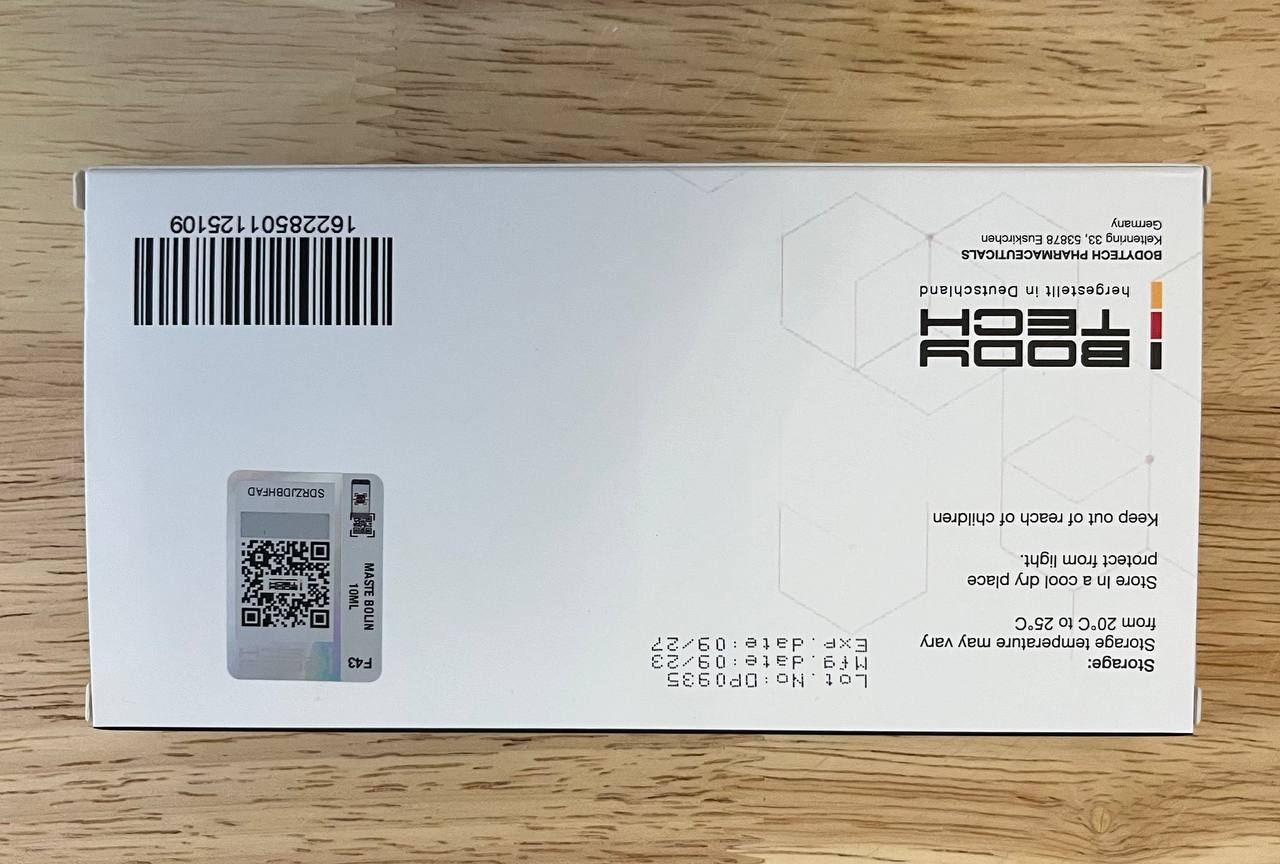 Storage:
Storage temperature may vary
from 20°C to 25°C
Store In a cool dry place
protect from light.
Keep out of reach of children
BODY
TECH
hergestellt in Deutschland
BODYTECH PHARMACEUTICALS
Keltenring 33, 53878 Euskirchen
Germany
Lot.No:DP0935
Mfg.date:09/23
Exp.date:09/27
F43
MASTE BOLIN
10ML
SDRZJDBHFAD
16228501125109